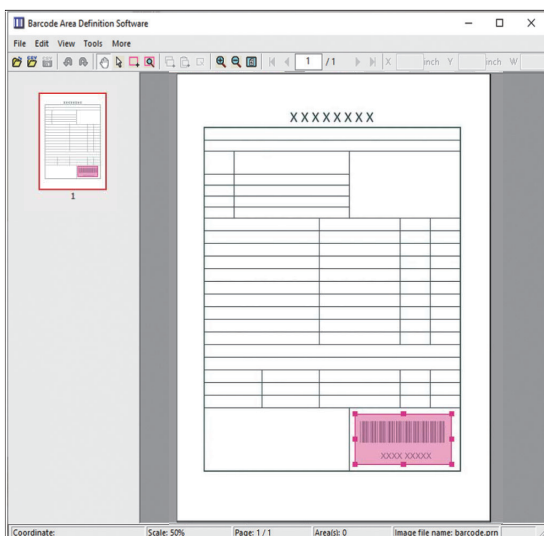 Barcode Area Definition Software
File Edit View Tools More
1 / 1 X inch Y inch W
XXXXXXXX
XXXXXXXX
1
XXXX XXXXX
Coordinate: Scale: 50% Page: 1 / 1 Area(s): 0 Image file name: barcode.prn